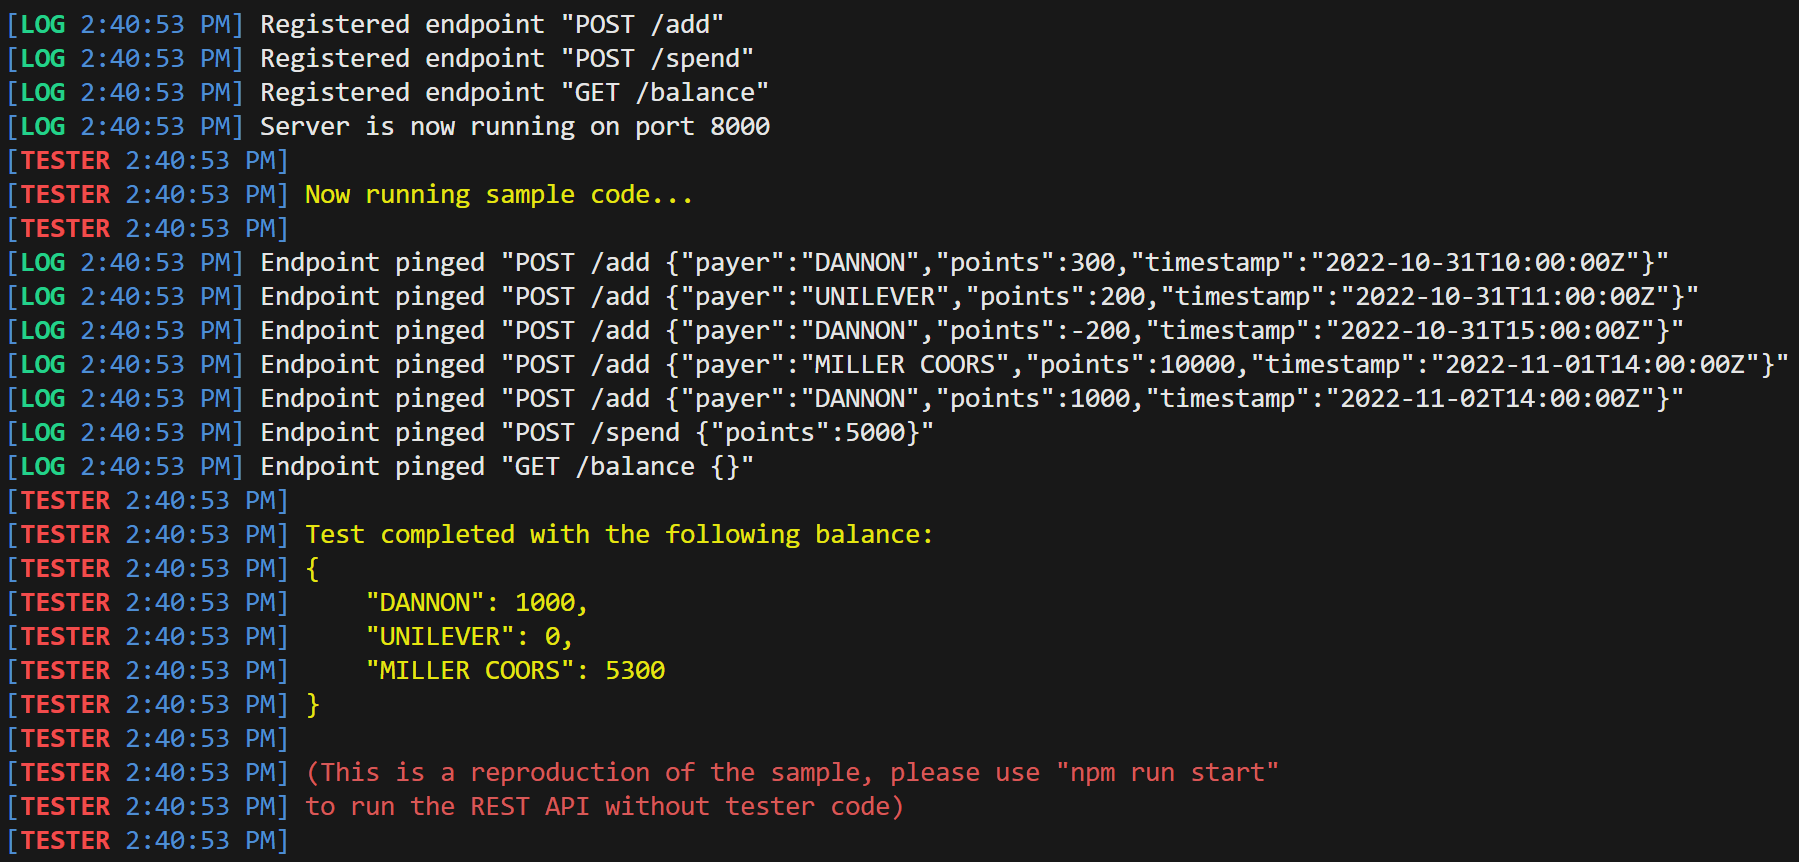 [LOG 2:40:53 PM] Registered endpoint "POST /add"
[LOG 2:40:53 PM] Registered endpoint "POST /spend"
[LOG 2:40:53 PM] Registered endpoint "GET /balance"
[LOG 2:40:53 PM] Server is now running on port 8000
[TESTER 2:40:53 PM]
[TESTER 2:40:53 PM] Now running sample code...
[TESTER 2:40:53 PM]
[LOG 2:40:53 PM] Endpoint pinged "POST /add {"payer":"DANNON","points":300,"timestamp":"2022-10-31T10:00:00Z"}"
[LOG 2:40:53 PM] Endpoint pinged "POST /add {"payer":"UNILEVER","points":200,"timestamp":"2022-10-31T11:00:00Z"}"
[LOG 2:40:53 PM] Endpoint pinged "POST /add {"payer":"DANNON","points":-200,"timestamp":"2022-10-31T15:00:00Z"}"
[LOG 2:40:53 PM] Endpoint pinged "POST /add {"payer":"MILLER COORS","points":10000,"timestamp":"2022-11-01T14:00:00Z"}"
[LOG 2:40:53 PM] Endpoint pinged "POST /add {"payer":"DANNON","points":1000,"timestamp":"2022-11-02T14:00:00Z"}"
[LOG 2:40:53 PM] Endpoint pinged "POST /spend {"points":5000}"
[LOG 2:40:53 PM] Endpoint pinged "GET /balance {}"
[TESTER 2:40:53 PM]
[TESTER 2:40:53 PM] Test completed with the following balance:
[TESTER 2:40:53 PM] {
[TESTER 2:40:53 PM]     "DANNON": 1000,
[TESTER 2:40:53 PM]     "UNILEVER": 0,
[TESTER 2:40:53 PM]     "MILLER COORS": 5300
[TESTER 2:40:53 PM] }
[TESTER 2:40:53 PM]
[TESTER 2:40:53 PM] (This is a reproduction of the sample, please use "npm run start"
[TESTER 2:40:53 PM] to run the REST API without tester code)
[TESTER 2:40:53 PM]